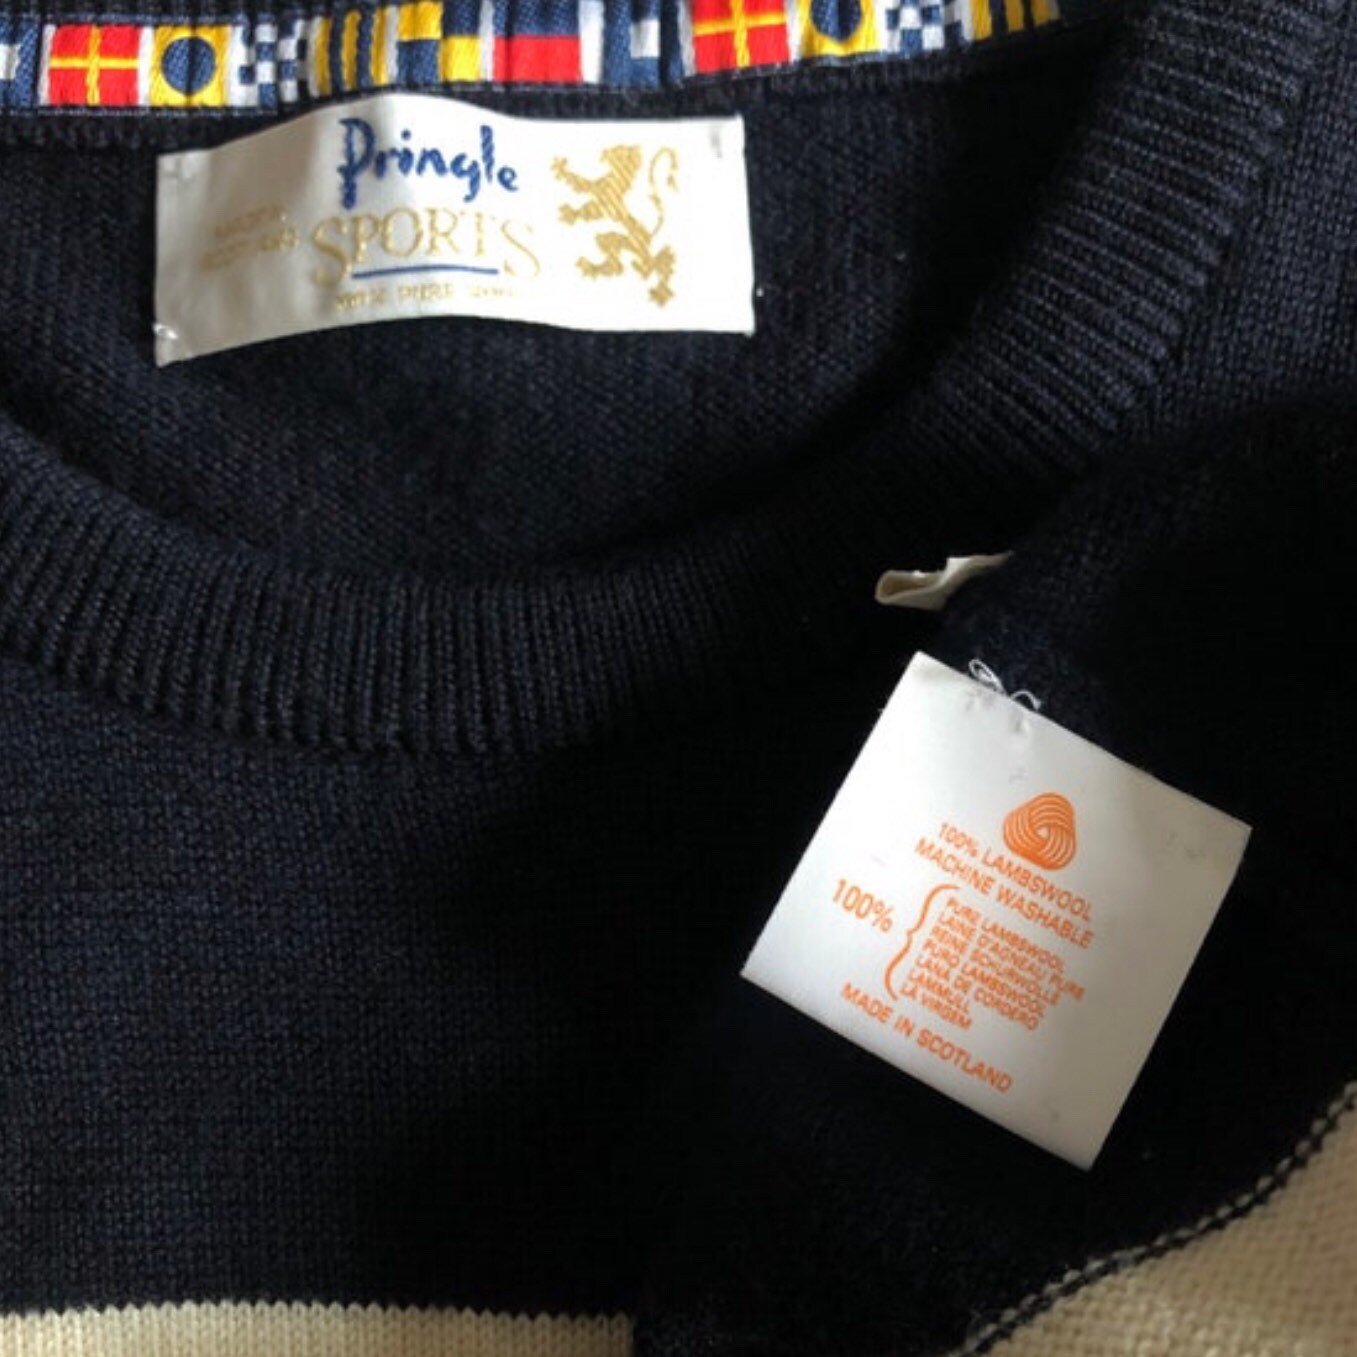 Pringle
SPORTS
PURE
100% LAMBSWOOL
MACHINE WASHABLE
100%
PURE LAMBSWOOL
LAINE D'AGNEAU PURE
REINE SCHURWOLLE
PURO LAMBSWOOL
LANA DE CORDERO
LAMMULL
LA VIRGEM
MADE IN SCOTLAND